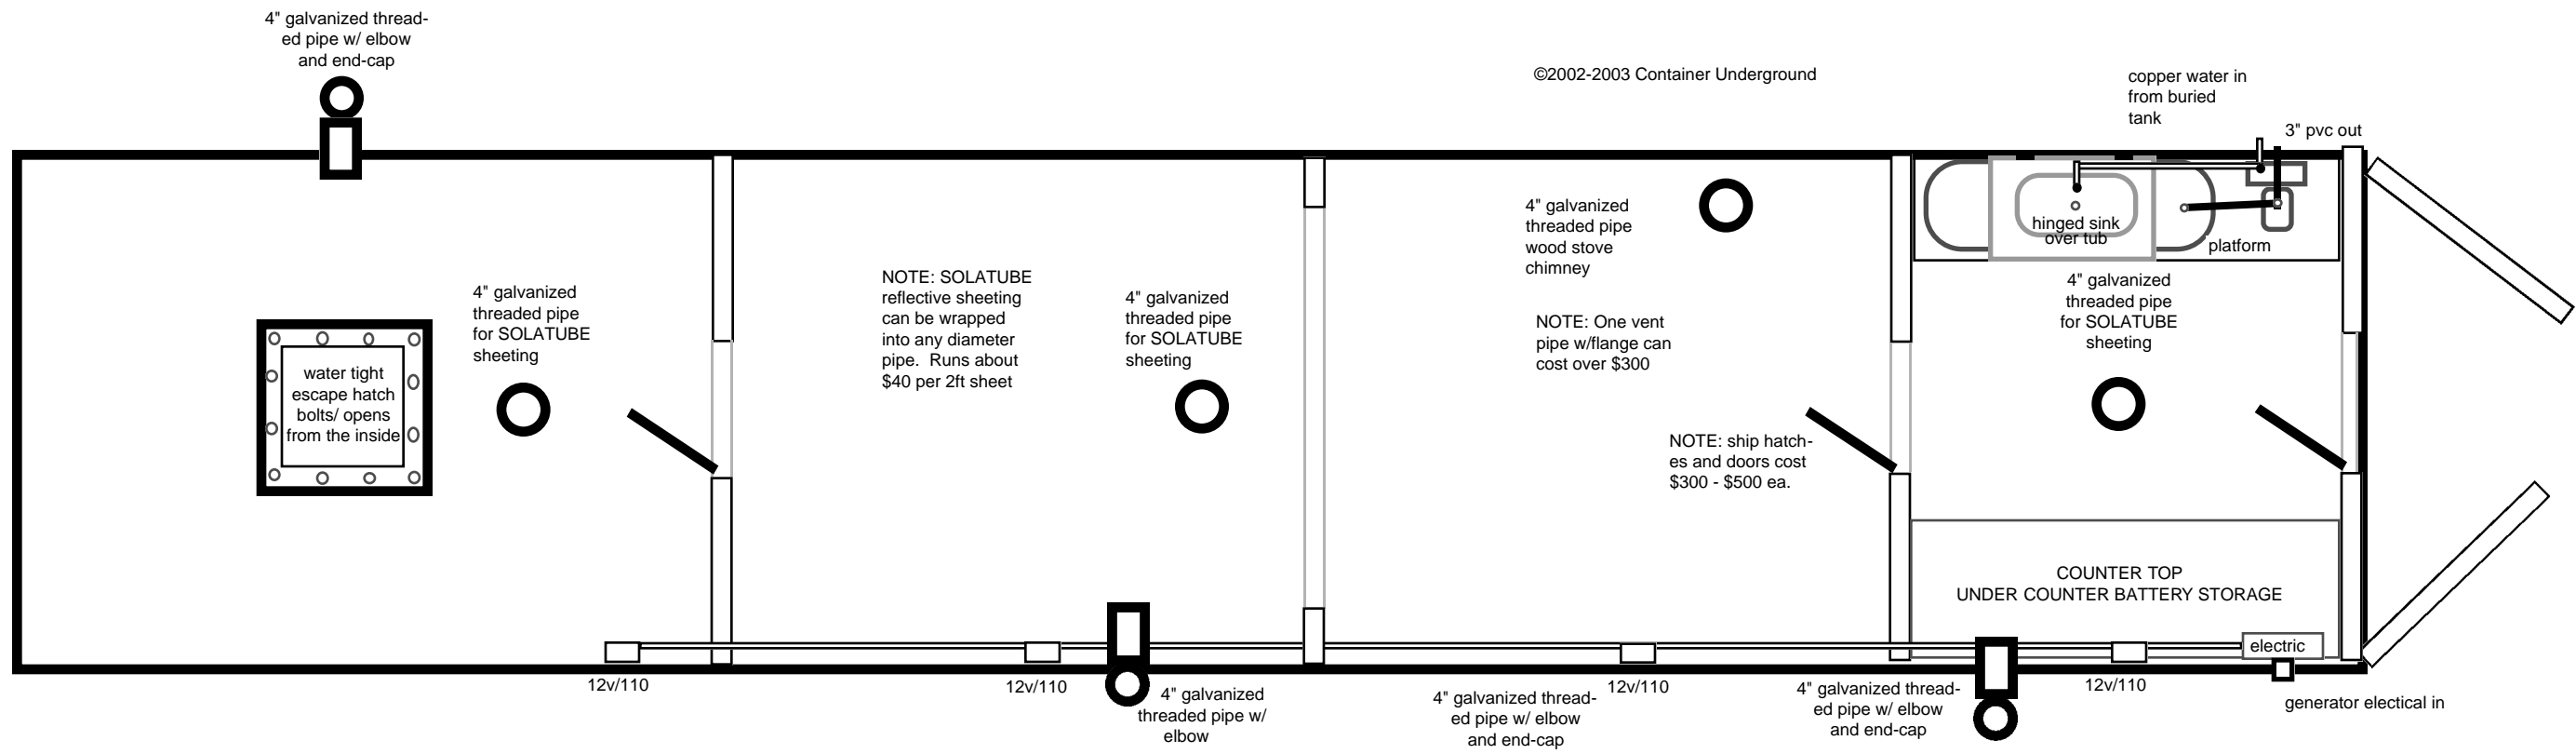 4" galvanized thread-
ed pipe w/ elbow
and end-cap
©2002-2003 Container Underground
copper water in
from buried
tank
3" pvc out
4" galvanized
threaded pipe
for SOLATUBE
sheeting
water tight
escape hatch
bolts/ opens
from the inside
NOTE: SOLATUBE
reflective sheeting
can be wrapped
into any diameter
pipe. Runs about
$40 per 2ft sheet
4" galvanized
threaded pipe
for SOLATUBE
sheeting
4" galvanized
threaded pipe
wood stove
chimney
NOTE: One vent
pipe w/flange can
cost over $300
NOTE: ship hatch-
es and doors cost
$300 - $500 ea.
hinged sink
over tub
platform
4" galvanized
threaded pipe
for SOLATUBE
sheeting
COUNTER TOP
UNDER COUNTER BATTERY STORAGE
electric
12v/110
12v/110
4" galvanized
threaded pipe w/
elbow
4" galvanized thread-
ed pipe w/ elbow
and end-cap
12v/110
4" galvanized thread-
ed pipe w/ elbow
and end-cap
12v/110
generator electical in